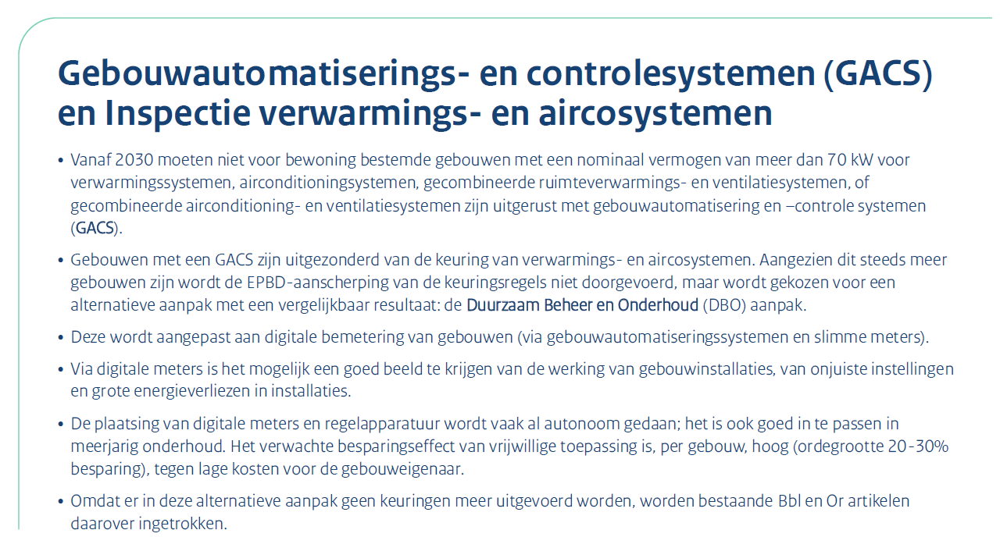 Gebouwautomatiserings- en controlesystemen (GACS)
en Inspectie verwarmings- en aircosystemen
• Vanaf 2030 moeten niet voor bewoning bestemde gebouwen met een nominaal vermogen van meer dan 70 kW voor
verwarmingssystemen, airconditioningsystemen, gecombineerde ruimteverwarmings- en ventilatiesystemen, of
gecombineerde airconditioning- en ventilatiesystemen zijn uitgerust met gebouwautomatisering en –controle systemen
(GACS).
• Gebouwen met een GACS zijn uitgezonderd van de keuring van verwarmings- en aircosystemen. Aangezien dit steeds meer
gebouwen zijn wordt de EPBD-aanscherping van de keuringsregels niet doorgevoerd, maar wordt gekozen voor een
alternatieve aanpak met een vergelijkbaar resultaat: de Duurzaam Beheer en Onderhoud (DBO) aanpak.
• Deze wordt aangepast aan digitale bemetering van gebouwen (via gebouwautomatiseringssystemen en slimme meters).
• Via digitale meters is het mogelijk een goed beeld te krijgen van de werking van gebouwinstallaties, van onjuiste instellingen
en grote energieverliezen in installaties.
• De plaatsing van digitale meters en regelapparatuur wordt vaak al autonoom gedaan; het is ook goed in te passen in
meerjarig onderhoud. Het verwachte besparingseffect van vrijwillige toepassing is, per gebouw, hoog (ordegrootte 20-30%
besparing), tegen lage kosten voor de gebouweigenaar.
• Omdat er in deze alternatieve aanpak geen keuringen meer uitgevoerd worden, worden bestaande Bbl en Or artikelen
daarover ingetrokken.